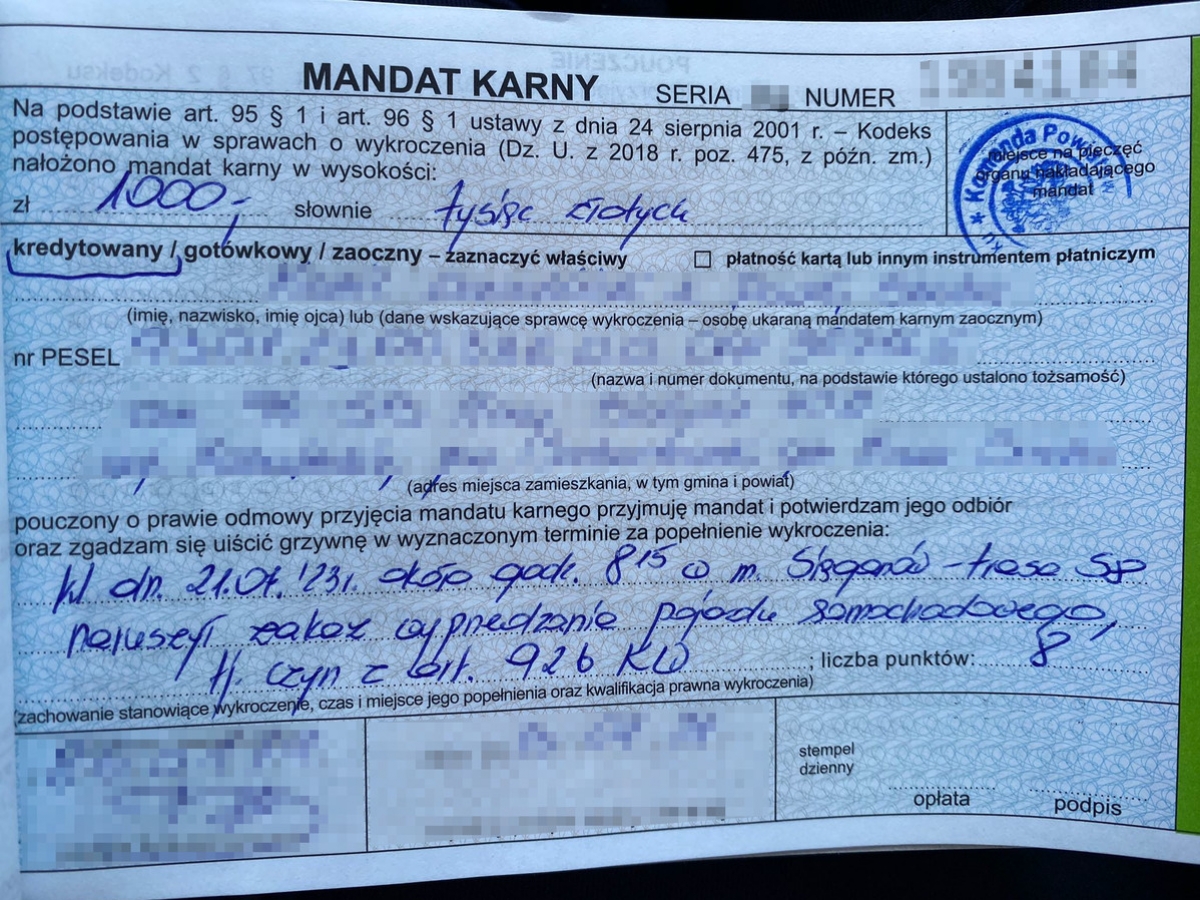 MANDAT KARNY SERIA NUMER
Na podstawie art. 95 § 1 i art. 96 § 1 ustawy z dnia 24 sierpnia 2001 r. – Kodeks
postępowania w sprawach o wykroczenia (Dz. U. z 2018 r. poz. 475, z późn. zm.)
nałożono mandat karny w wysokości:
Komenda
miejsce na pieczęć
organu nakładającego
mandat
zł 1000,- słownie tysiąc złotych
kredytowany / gotówkowy / zaoczny – zaznaczyć właściwy □ płatność kartą lub innym instrumentem płatniczym
(imię, nazwisko, imię ojca) lub (dane wskazujące sprawcę wykroczenia – osobę ukaraną mandatem karnym zaocznym)
nr PESEL
(nazwa i numer dokumentu, na podstawie którego ustalono tożsamość)
(adres miejsca zamieszkania, w tym gmina i powiat)
pouczony o prawie odmowy przyjęcia mandatu karnego przyjmuję mandat i potwierdzam jego odbiór
oraz zgadzam się uiścić grzywnę w wyznaczonym terminie za popełnienie wykroczenia:
W dn. 21.07.'23r. około godz. 8 15 w m. - trasa
naruszył zakaz wyprzedzania pojazdu samochodowego,
tj. czyn z art. 92b KW ; liczba punktów: 8
(zachowanie stanowiące wykroczenie, czas i miejsce jego popełnienia oraz kwalifikacja prawna wykroczenia)
stempel
dzienny
opłata
podpis